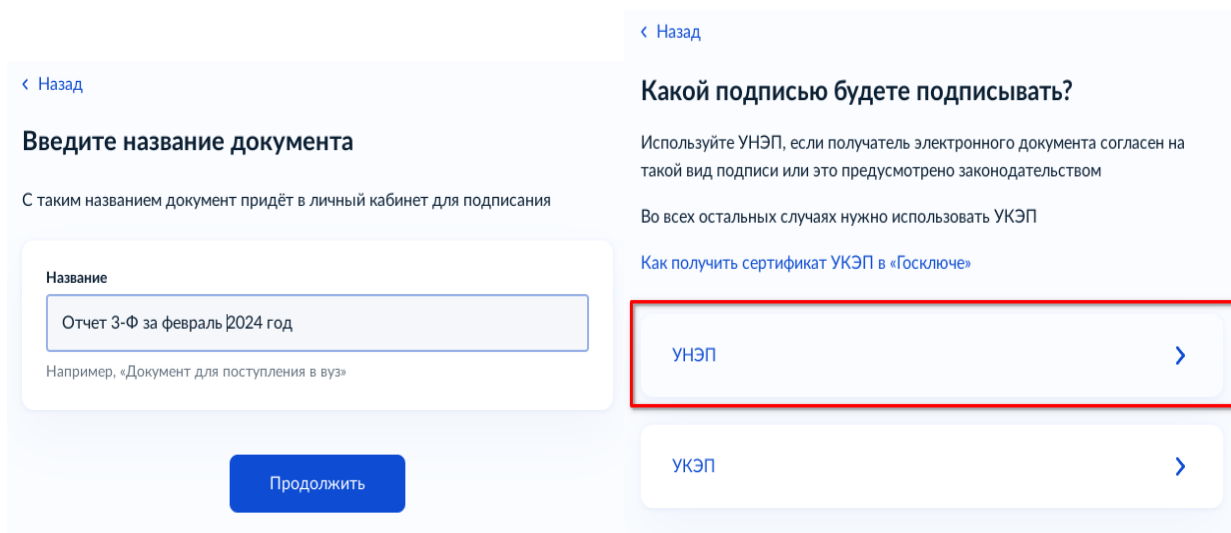 Назад
Введите название документа
С таким названием документ придёт в личный кабинет для подписания
Название
Отчет 3-Ф за февраль 2024 год
Например, «Документ для поступления в вуз»
Продолжить
Назад
Какой подписью будете подписывать?
Используйте УНЭП, если получатель электронного документа согласен на
такой вид подписи или это предусмотрено законодательством
Во всех остальных случаях нужно использовать УКЭП
Как получить сертификат УКЭП в «Госключе»
УНЭП
УКЭП